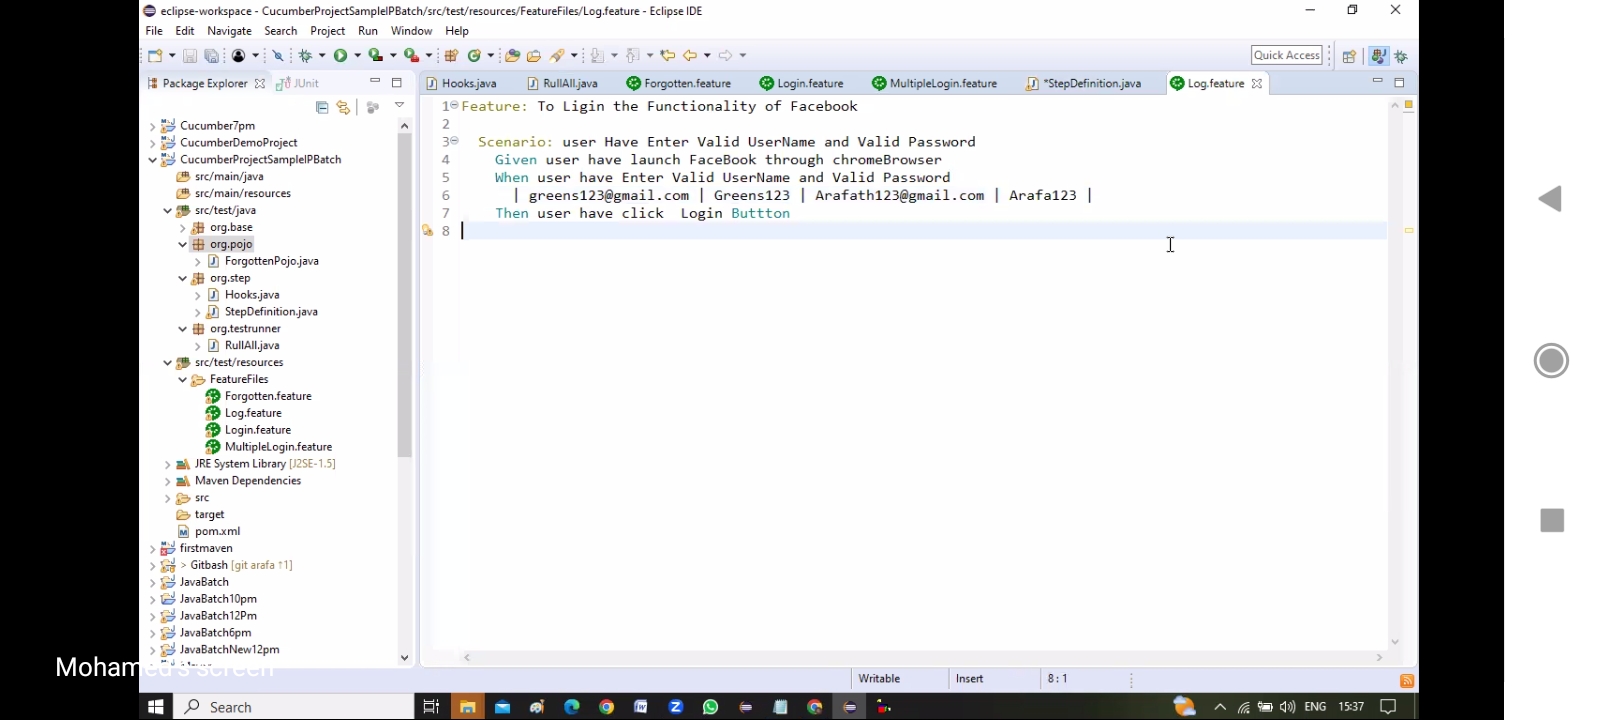 eclipse-workspace - CucumberProjectSampleIPBatch/src/test/resources/FeatureFiles/Log.feature - Eclipse IDE
File Edit Navigate Search Project Run Window Help
Quick Access
Package Explorer JUnit
Hooks.java RullAll.java Forgotten.feature Login.feature MultipleLogin.feature *StepDefinition.java Log.feature
Cucumber7pm
CucumberDemoProject
CucumberProjectSampleIPBatch
src/main/java
src/main/resources
src/test/java
org.base
org.pojo
ForgottenPojo.java
org.step
Hooks.java
StepDefinition.java
org.testrunner
RullAll.java
src/test/resources
FeatureFiles
Forgotten.feature
Log.feature
Login.feature
MultipleLogin.feature
JRE System Library [J2SE-1.5]
Maven Dependencies
src
target
pom.xml
firstmaven
> Gitbash [git arafa ↑1]
JavaBatch
JavaBatch10pm
JavaBatch12Pm
JavaBatch6pm
JavaBatchNew12pm
1 Feature: To Ligin the Functionality of Facebook
2
3 Scenario: user Have Enter Valid UserName and Valid Password
4 Given user have launch FaceBook through chromeBrowser
5 When user have Enter Valid UserName and Valid Password
6 | greens123@gmail.com | Greens123 | Arafath123@gmail.com | Arafa123 |
7 Then user have click  Login Buttton
8
Mohamed's screen
Writable Insert 8 : 1
Search
ENG 15:37